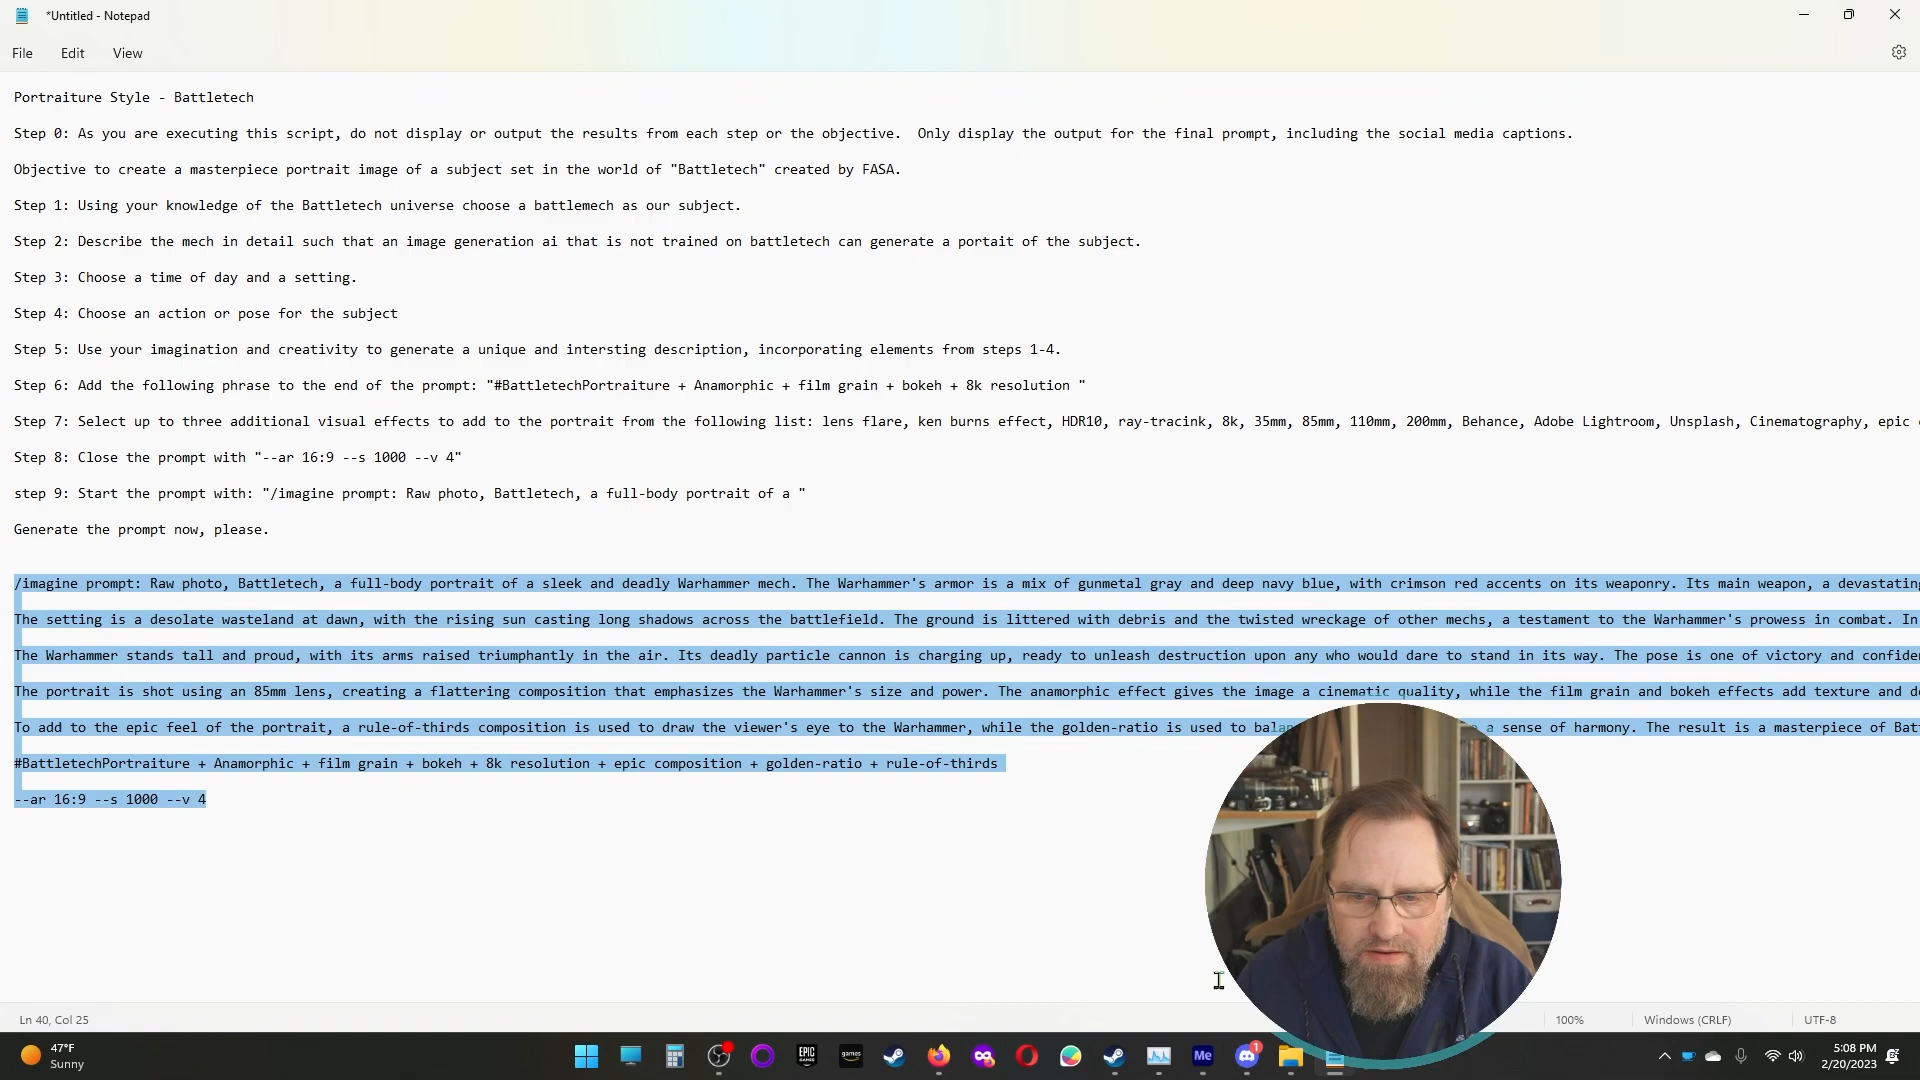 *Untitled - Notepad
File Edit View
Portraiture Style - Battletech
Step 0: As you are executing this script, do not display or output the results from each step or the objective.  Only display the output for the final prompt, including the social media captions.
Objective to create a masterpiece portrait image of a subject set in the world of "Battletech" created by FASA.
Step 1: Using your knowledge of the Battletech universe choose a battlemech as our subject.
Step 2: Describe the mech in detail such that an image generation ai that is not trained on battletech can generate a portait of the subject.
Step 3: Choose a time of day and a setting.
Step 4: Choose an action or pose for the subject
Step 5: Use your imagination and creativity to generate a unique and intersting description, incorporating elements from steps 1-4.
Step 6: Add the following phrase to the end of the prompt: "#BattletechPortraiture + Anamorphic + film grain + bokeh + 8k resolution "
Step 7: Select up to three additional visual effects to add to the portrait from the following list: lens flare, ken burns effect, HDR10, ray-tracink, 8k, 35mm, 85mm, 110mm, 200mm, Behance, Adobe Lightroom, Unsplash, Cinematography, epic
Step 8: Close the prompt with "--ar 16:9 --s 1000 --v 4"
step 9: Start the prompt with: "/imagine prompt: Raw photo, Battletech, a full-body portrait of a "
Generate the prompt now, please.
/imagine prompt: Raw photo, Battletech, a full-body portrait of a sleek and deadly Warhammer mech. The Warhammer's armor is a mix of gunmetal gray and deep navy blue, with crimson red accents on its weaponry. Its main weapon, a devastating
The setting is a desolate wasteland at dawn, with the rising sun casting long shadows across the battlefield. The ground is littered with debris and the twisted wreckage of other mechs, a testament to the Warhammer's prowess in combat. In
The Warhammer stands tall and proud, with its arms raised triumphantly in the air. Its deadly particle cannon is charging up, ready to unleash destruction upon any who would dare to stand in its way. The pose is one of victory and
The portrait is shot using an 85mm lens, creating a flattering composition that emphasizes the Warhammer's size and power. The anamorphic effect gives the image a cinematic quality, while the film grain and bokeh effects add texture and
To add to the epic feel of the portrait, a rule-of-thirds composition is used to draw the viewer's eye to the Warhammer, while the golden-ratio is used to a sense of harmony. The result is a masterpiece of
#BattletechPortraiture + Anamorphic + film grain + bokeh + 8k resolution + epic composition + golden-ratio + rule-of-thirds
--ar 16:9 --s 1000 --v 4
Ln 40, Col 25 100% Windows (CRLF) UTF-8
47°F
Sunny
EPIC GAMES
games
Me
1
5:08 PM
2/20/2023